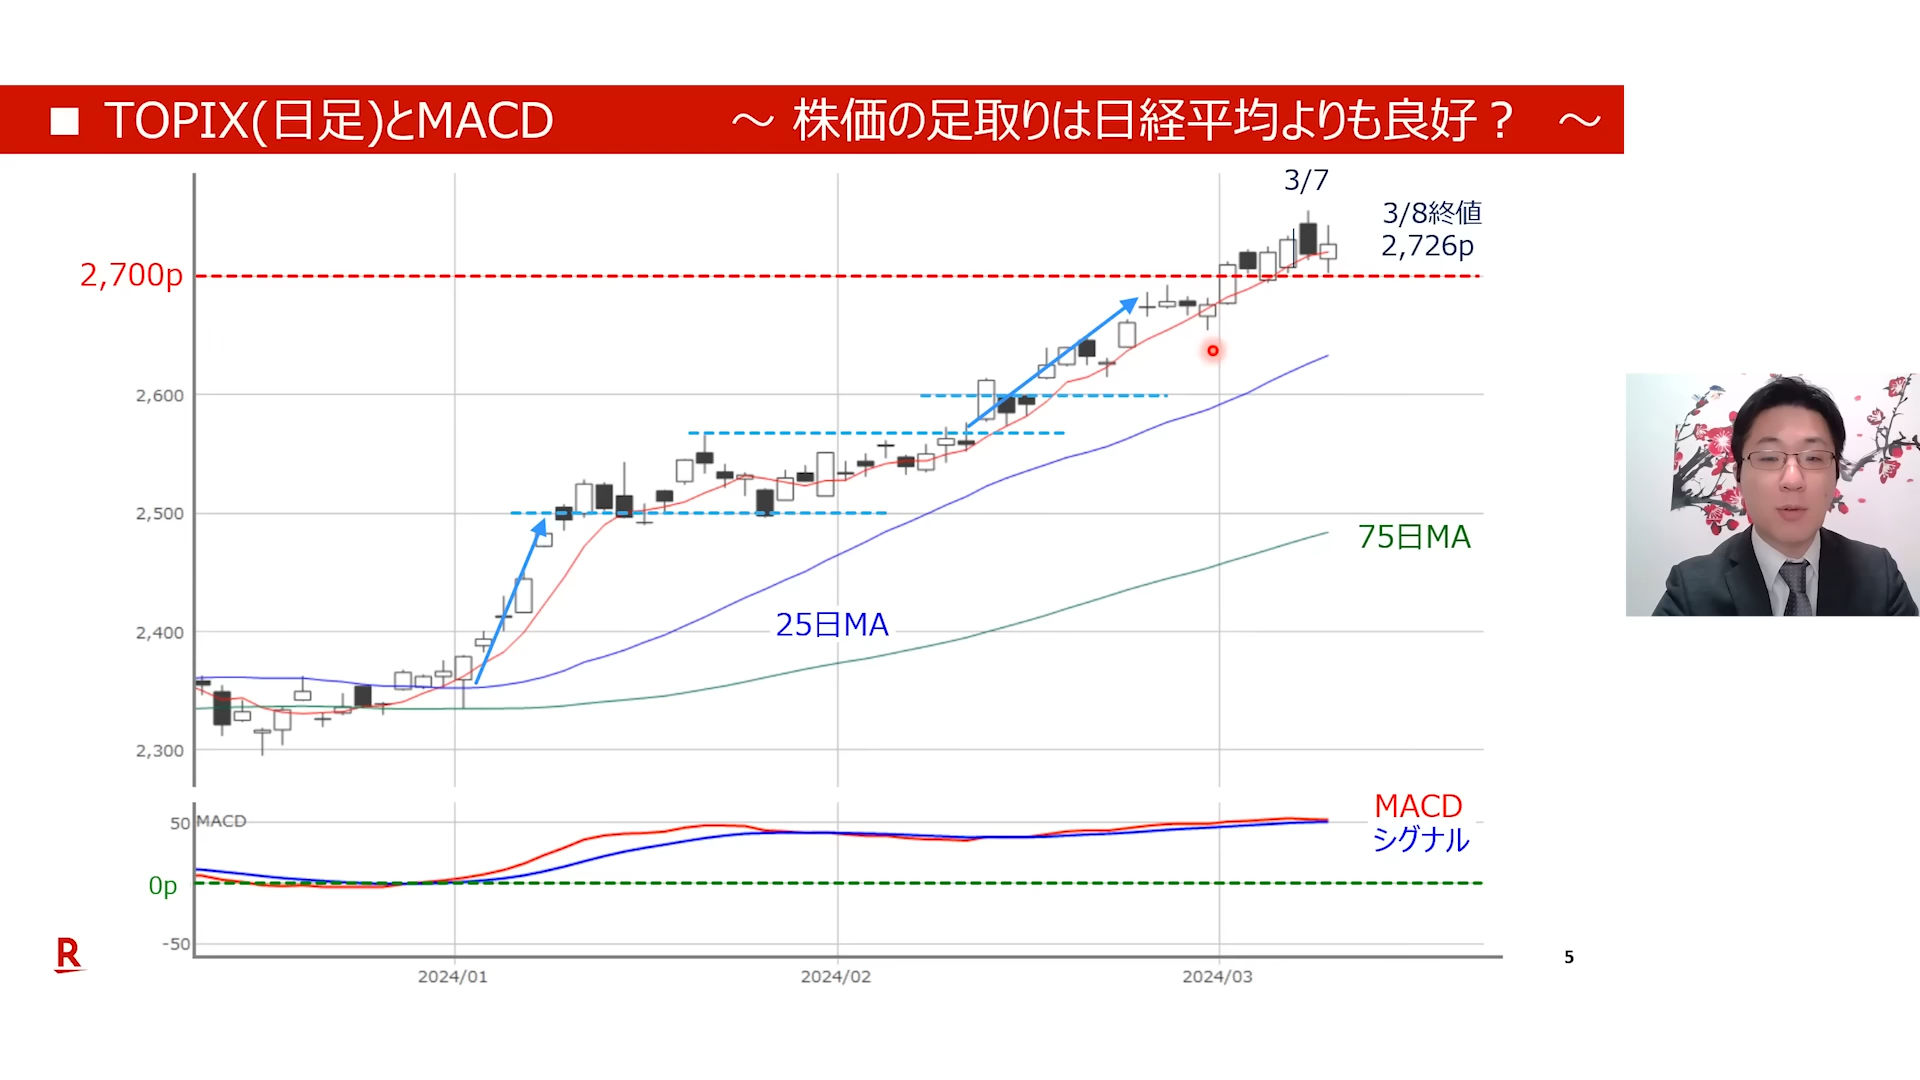 ■ TOPIX(日足)とMACD ～ 株価の足取りは日経平均よりも良好？ ～
3/7
3/8終値
2,726p
2,700p
2,600
2,500
75日MA
25日MA
2,400
2,300
MACD
シグナル
50
MACD
0p
-50
R
5
2024/01
2024/02
2024/03